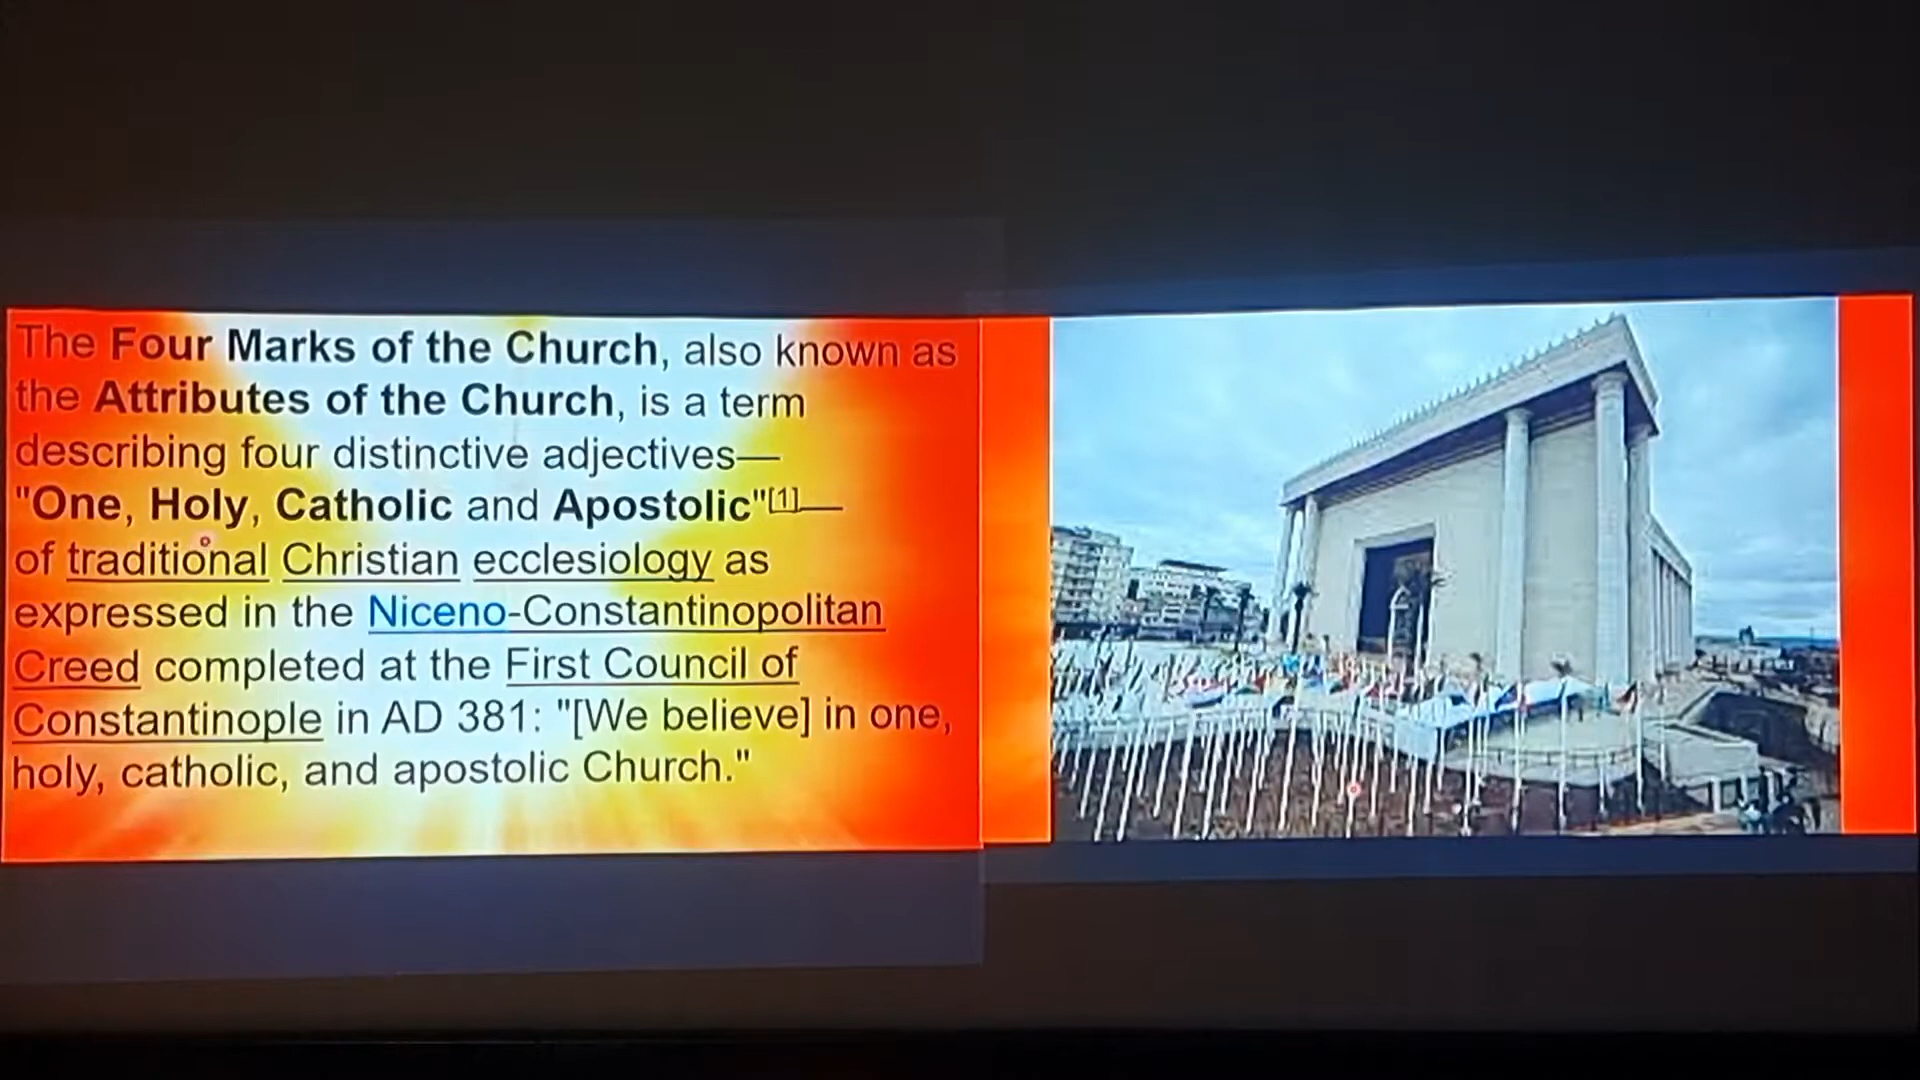 The Four Marks of the Church, also known as
the Attributes of the Church, is a term
describing four distinctive adjectives—
"One, Holy, Catholic and Apostolic"[1]—
of traditional Christian ecclesiology as
expressed in the Niceno-Constantinopolitan
Creed completed at the First Council of
Constantinople in AD 381: "[We believe] in one,
holy, catholic, and apostolic Church."